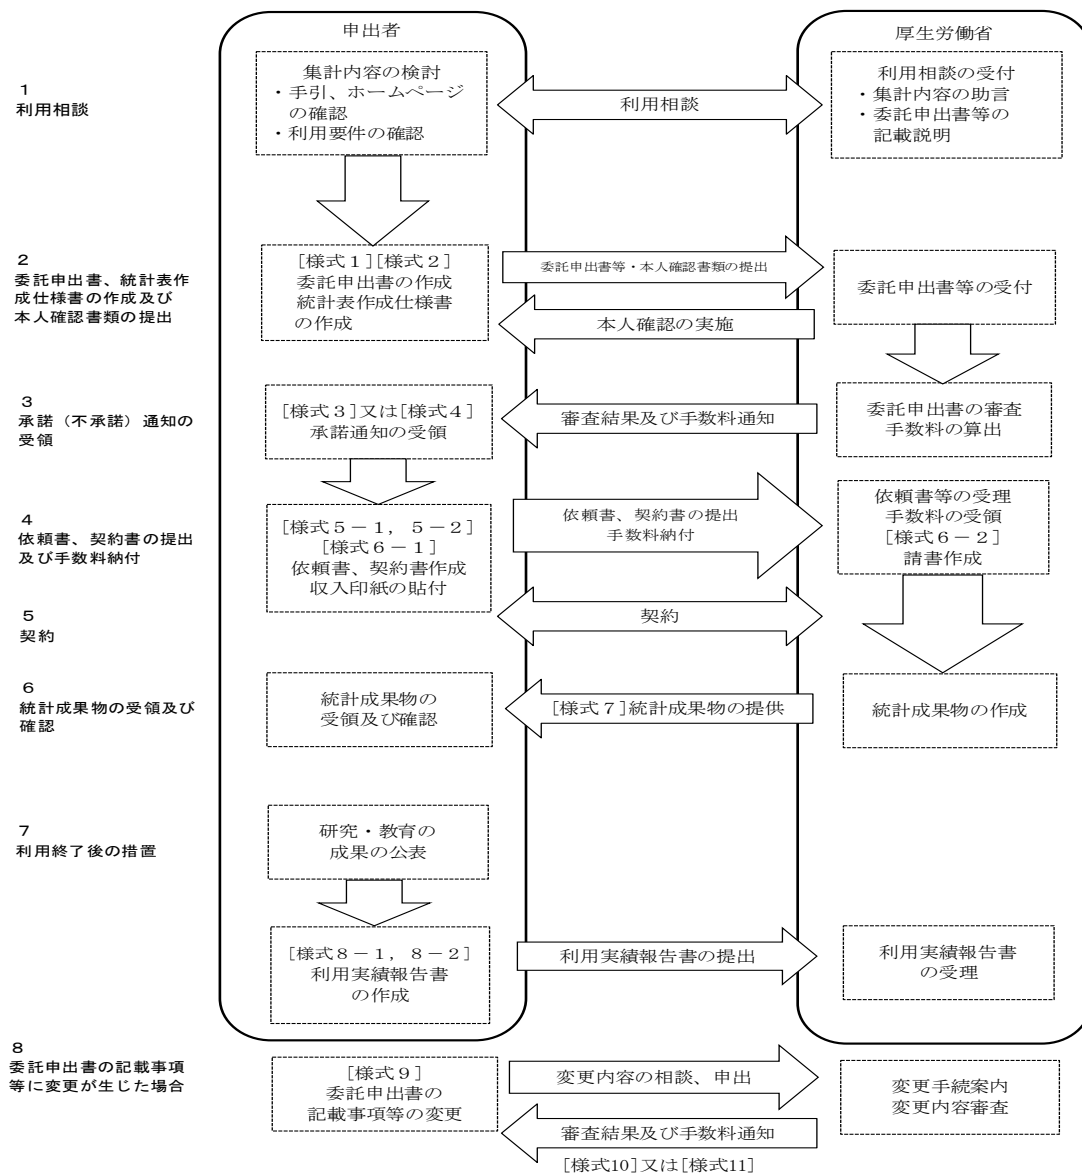 申出者
厚生労働省
1
利用相談
集計内容の検討
・手引、ホームページ
の確認
・利用要件の確認
利用相談
利用相談の受付
・集計内容の助言
・委託申出書等の
記載説明
2
委託申出書、統計表作
成仕様書の作成及び
本人確認書類の提出
[様式1][様式2]
委託申出書の作成
統計表作成仕様書
の作成
委託申出書等・本人確認書類の提出
本人確認の実施
委託申出書等の受付
3
承諾（不承諾）通知の
受領
[様式3]又は[様式4]
承諾通知の受領
審査結果及び手数料通知
委託申出書の審査
手数料の算出
4
依頼書、契約書の提出
及び手数料納付
[様式5-1, 5-2]
[様式6-1]
依頼書、契約書作成
収入印紙の貼付
依頼書、契約書の提出
手数料納付
依頼書等の受理
手数料の受領
[様式6-2]
請書作成
5
契約
契約
6
統計成果物の受領及び
確認
統計成果物の
受領及び確認
[様式7]統計成果物の提供
統計成果物の作成
7
利用終了後の措置
研究・教育の
成果の公表
[様式8-1, 8-2]
利用実績報告書
の作成
利用実績報告書の提出
利用実績報告書
の受理
8
委託申出書の記載事項
等に変更が生じた場合
[様式9]
委託申出書の
記載事項等の変更
変更内容の相談、申出
審査結果及び手数料通知
[様式10]又は[様式11]
変更手続案内
変更内容審査